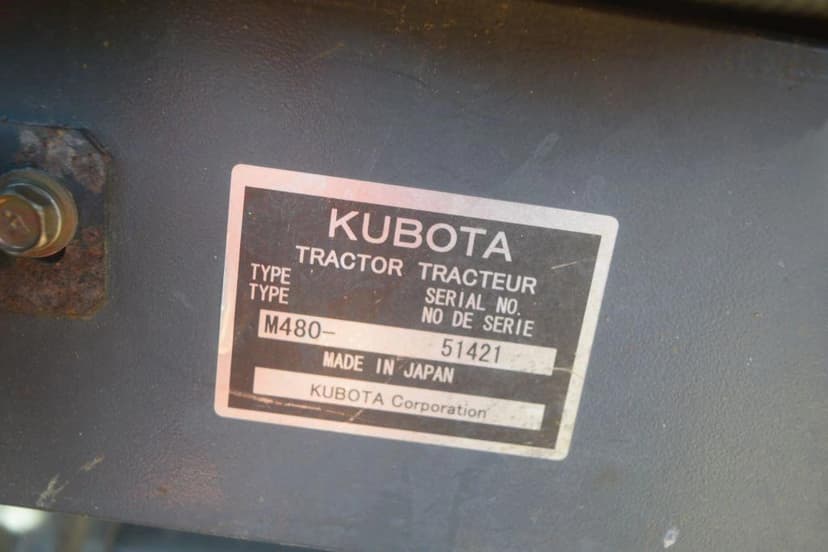 KUBOTA
TRACTOR TRACTEUR
TYPE
TYPE
SERIAL NO.
NO DE SERIE
M480- 51421
MADE IN JAPAN
KUBOTA Corporation